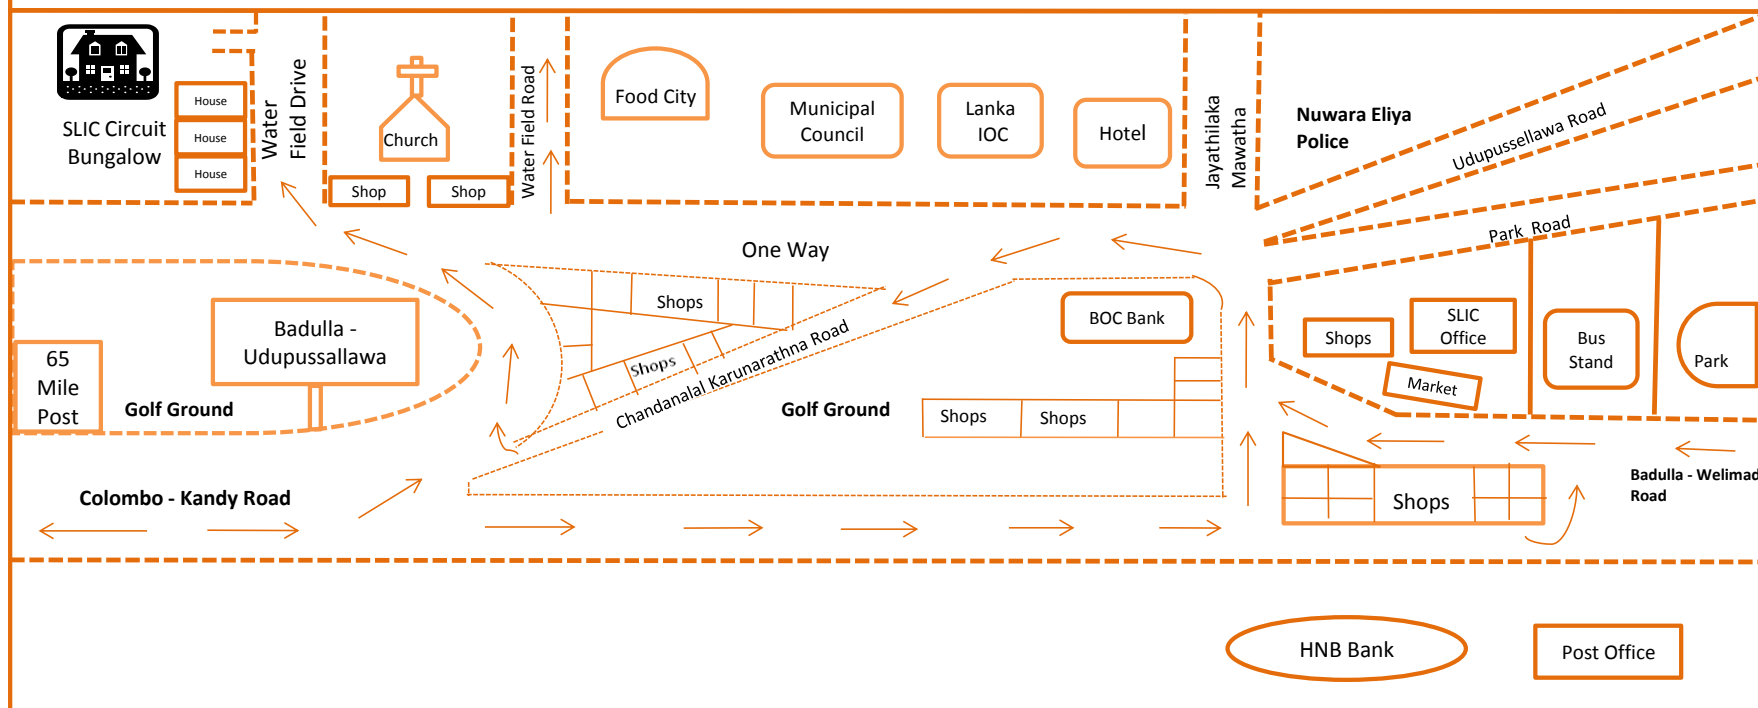 SLIC Circuit
Bungalow
House
House
House
Water
Field Drive
Church
Shop
Shop
Water Field Road
Food City
Municipal
Council
Lanka
IOC
Hotel
Jayathilaka
Mawatha
Nuwara Eliya
Police
Udupussellawa Road
Park Road
One Way
Shops
Shops
Chandanalal Karunarathna Road
BOC Bank
Golf Ground
Shops
Shops
Shops
SLIC
Office
Market
Bus
Stand
Park
65
Mile
Post
Badulla -
Udupussallawa
Golf Ground
Colombo - Kandy Road
Shops
Badulla - Welimad
Road
HNB Bank
Post Office